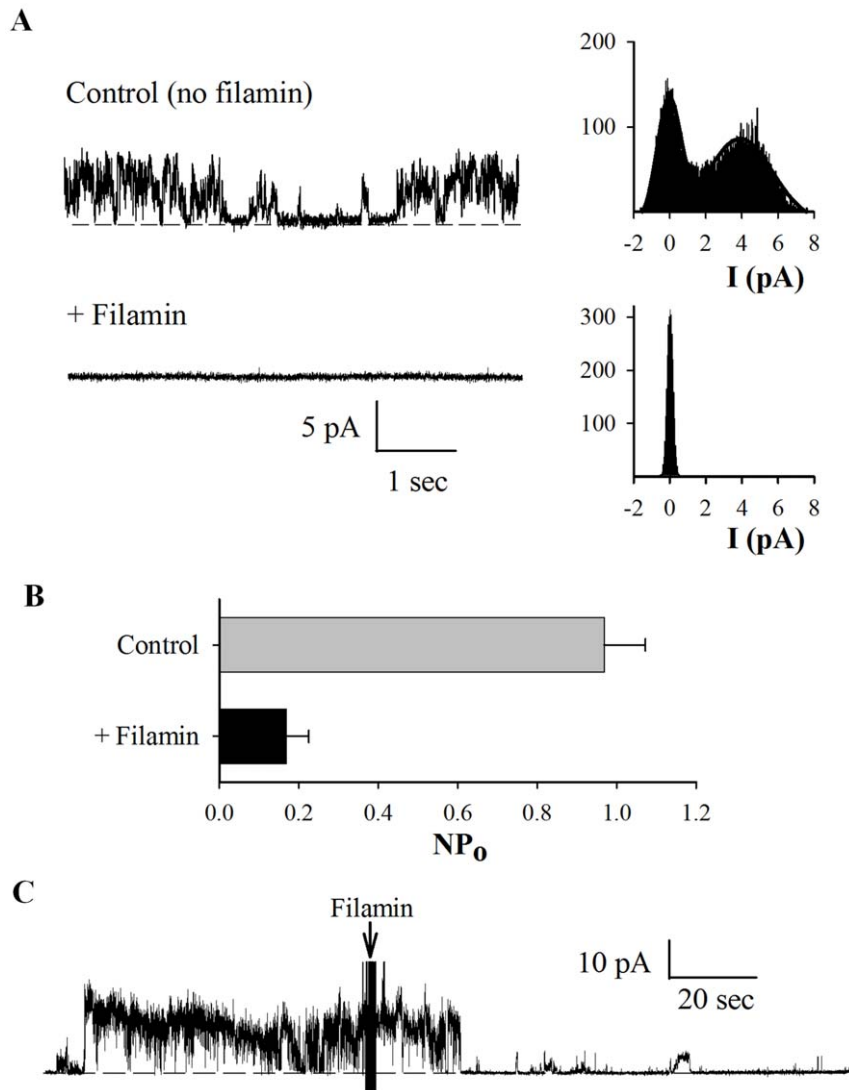 A
Control (no filamin)
200
100
-2 0 2 4 6 8
I (pA)
+ Filamin
5 pA
1 sec
300
200
100
-2 0 2 4 6 8
I (pA)
B
Control
+ Filamin
0.0 0.2 0.4 0.6 0.8 1.0 1.2
NPo
C
Filamin
10 pA
20 sec